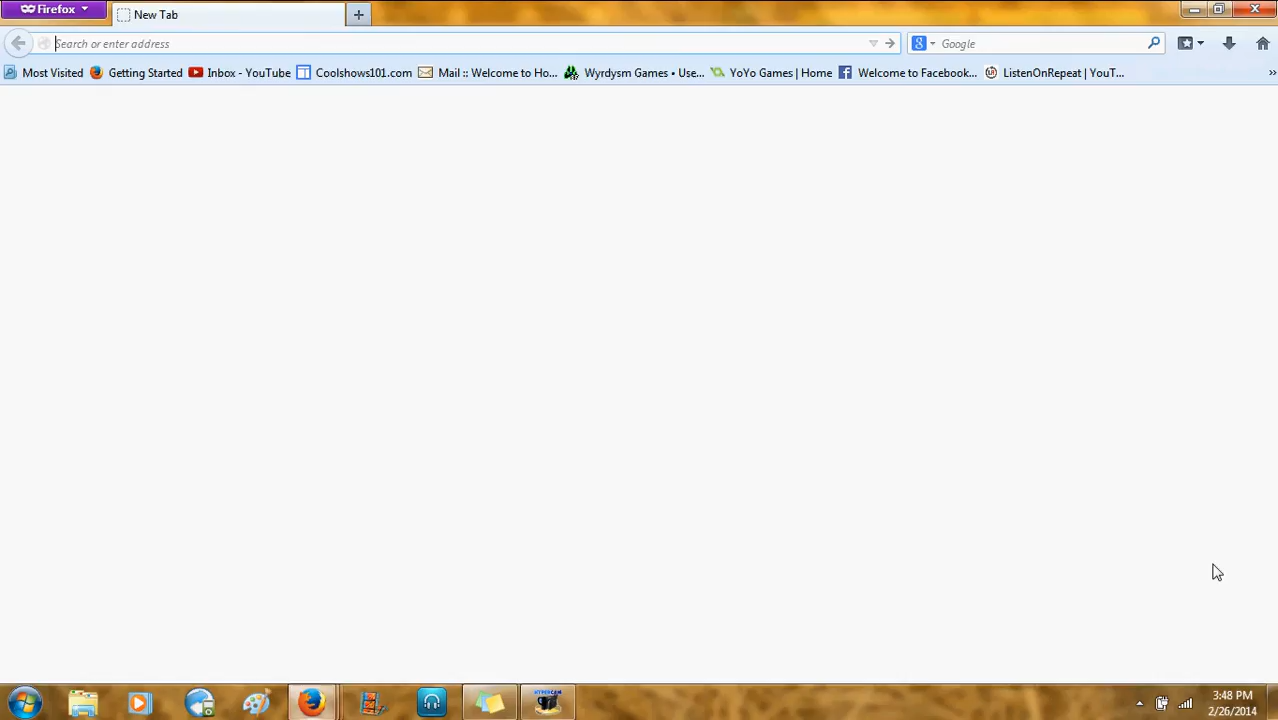 Firefox
New Tab
Search or enter address
Google
Most Visited Getting Started Inbox - YouTube Coolshows101.com Mail :: Welcome to Ho... Wyrdysm Games • Use... YoYo Games | Home Welcome to Facebook... ListenOnRepeat | YouT...
HYPERCAM
3:48 PM
2/26/2014